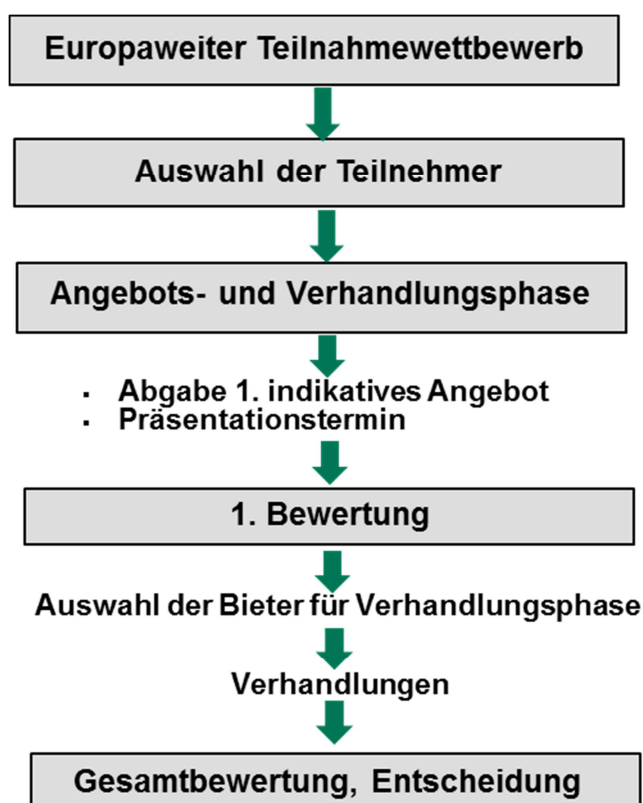 Europaweiter Teilnahmewettbewerb
Auswahl der Teilnehmer
Angebots- und Verhandlungsphase
▪ Abgabe 1. indikatives Angebot
▪ Präsentationstermin
1. Bewertung
Auswahl der Bieter für Verhandlungsphase
Verhandlungen
Gesamtbewertung, Entscheidung